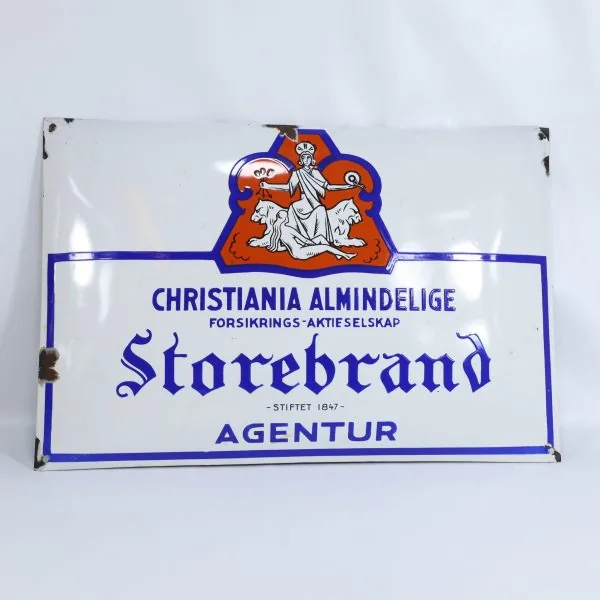 CHRISTIANIA ALMINDELIGE
FORSIKRINGS-AKTIESELSKAP
Storebrand
- STIFTET 1847 -
AGENTUR